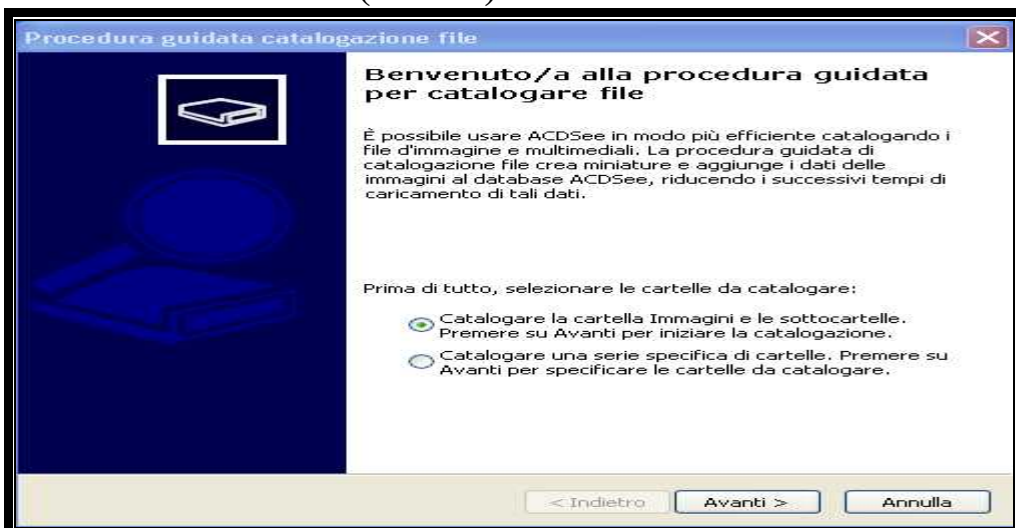 Procedura guidata catalogazione file
Benvenuto/a alla procedura guidata
per catalogare file
È possibile usare ACDSee in modo più efficiente catalogando i
file d'immagine e multimediali. La procedura guidata di
catalogazione file crea miniature e aggiunge i dati delle
immagini al database ACDSee, riducendo i successivi tempi di
caricamento di tali dati.
Prima di tutto, selezionare le cartelle da catalogare:
Catalogare la cartella Immagini e le sottocartelle.
Premere su Avanti per iniziare la catalogazione.
Catalogare una serie specifica di cartelle. Premere su
Avanti per specificare le cartelle da catalogare.
< Indietro Avanti > Annulla